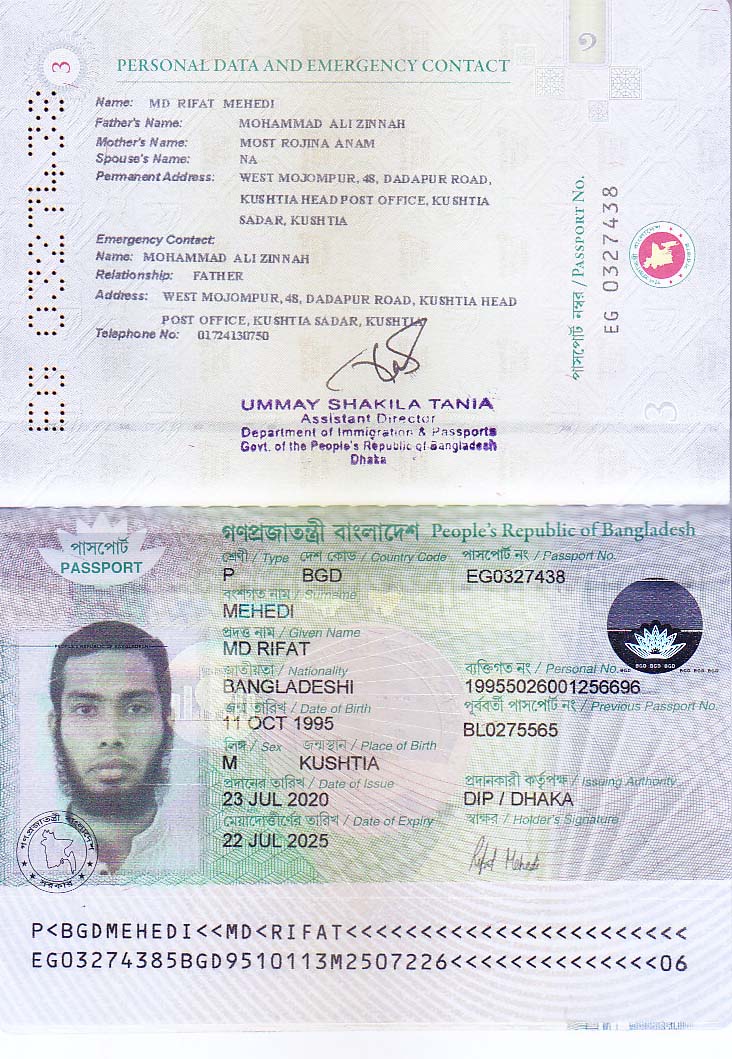 3
PERSONAL DATA AND EMERGENCY CONTACT
Name: MD RIFAT MEHEDI
Father's Name: MOHAMMAD ALI ZINNAH
Mother's Name: MOST ROJINA ANAM
Spouse's Name: NA
Permanent Address: WEST MOJOMPUR, 48, DADAPUR ROAD,
KUSHTIA HEAD POST OFFICE, KUSHTIA
SADAR, KUSHTIA
Emergency Contact:
Name: MOHAMMAD ALI ZINNAH
Relationship: FATHER
Address: WEST MOJOMPUR, 48, DADAPUR ROAD, KUSHTIA HEAD
POST OFFICE, KUSHTIA SADAR, KUSHTIA
Telephone No: 01724130750
UMMAY SHAKILA TANIA
Assistant Director
Department of Immigration & Passports
Govt. of the People's Republic of Bangladesh
Dhaka
পাসপোর্ট নম্বর / PASSPORT No.
EG 0327438
3
গণপ্রজাতন্ত্রী বাংলাদেশ People's Republic of Bangladesh
পাসপোর্ট
PASSPORT
শ্রেণী / Type দেশ কোড / Country Code পাসপোর্ট নং / Passport No.
P BGD EG0327438
বংশগত নাম / Surname
MEHEDI
প্রদত্ত নাম / Given Name
MD RIFAT
জাতীয়তা / Nationality ব্যক্তিগত নং / Personal No.
BANGLADESHI 19955026001256696
জন্ম তারিখ / Date of Birth পূর্ববর্তী পাসপোর্ট নং / Previous Passport No.
11 OCT 1995 BL0275565
লিঙ্গ / Sex জন্মস্থান / Place of Birth
M KUSHTIA
প্রদানের তারিখ / Date of Issue প্রদানকারী কর্তৃপক্ষ / Issuing Authority
23 JUL 2020 DIP / DHAKA
মেয়াদোত্তীর্ণের তারিখ / Date of Expiry স্বাক্ষর / Holder's Signature
22 JUL 2025
Rifat Mehedi
P<BGDMEHEDI<<MD<RIFAT<<<<<<<<<<<<<<<<<<<<<<<
EG03274385BGD9510113M2507226<<<<<<<<<<<<<<06